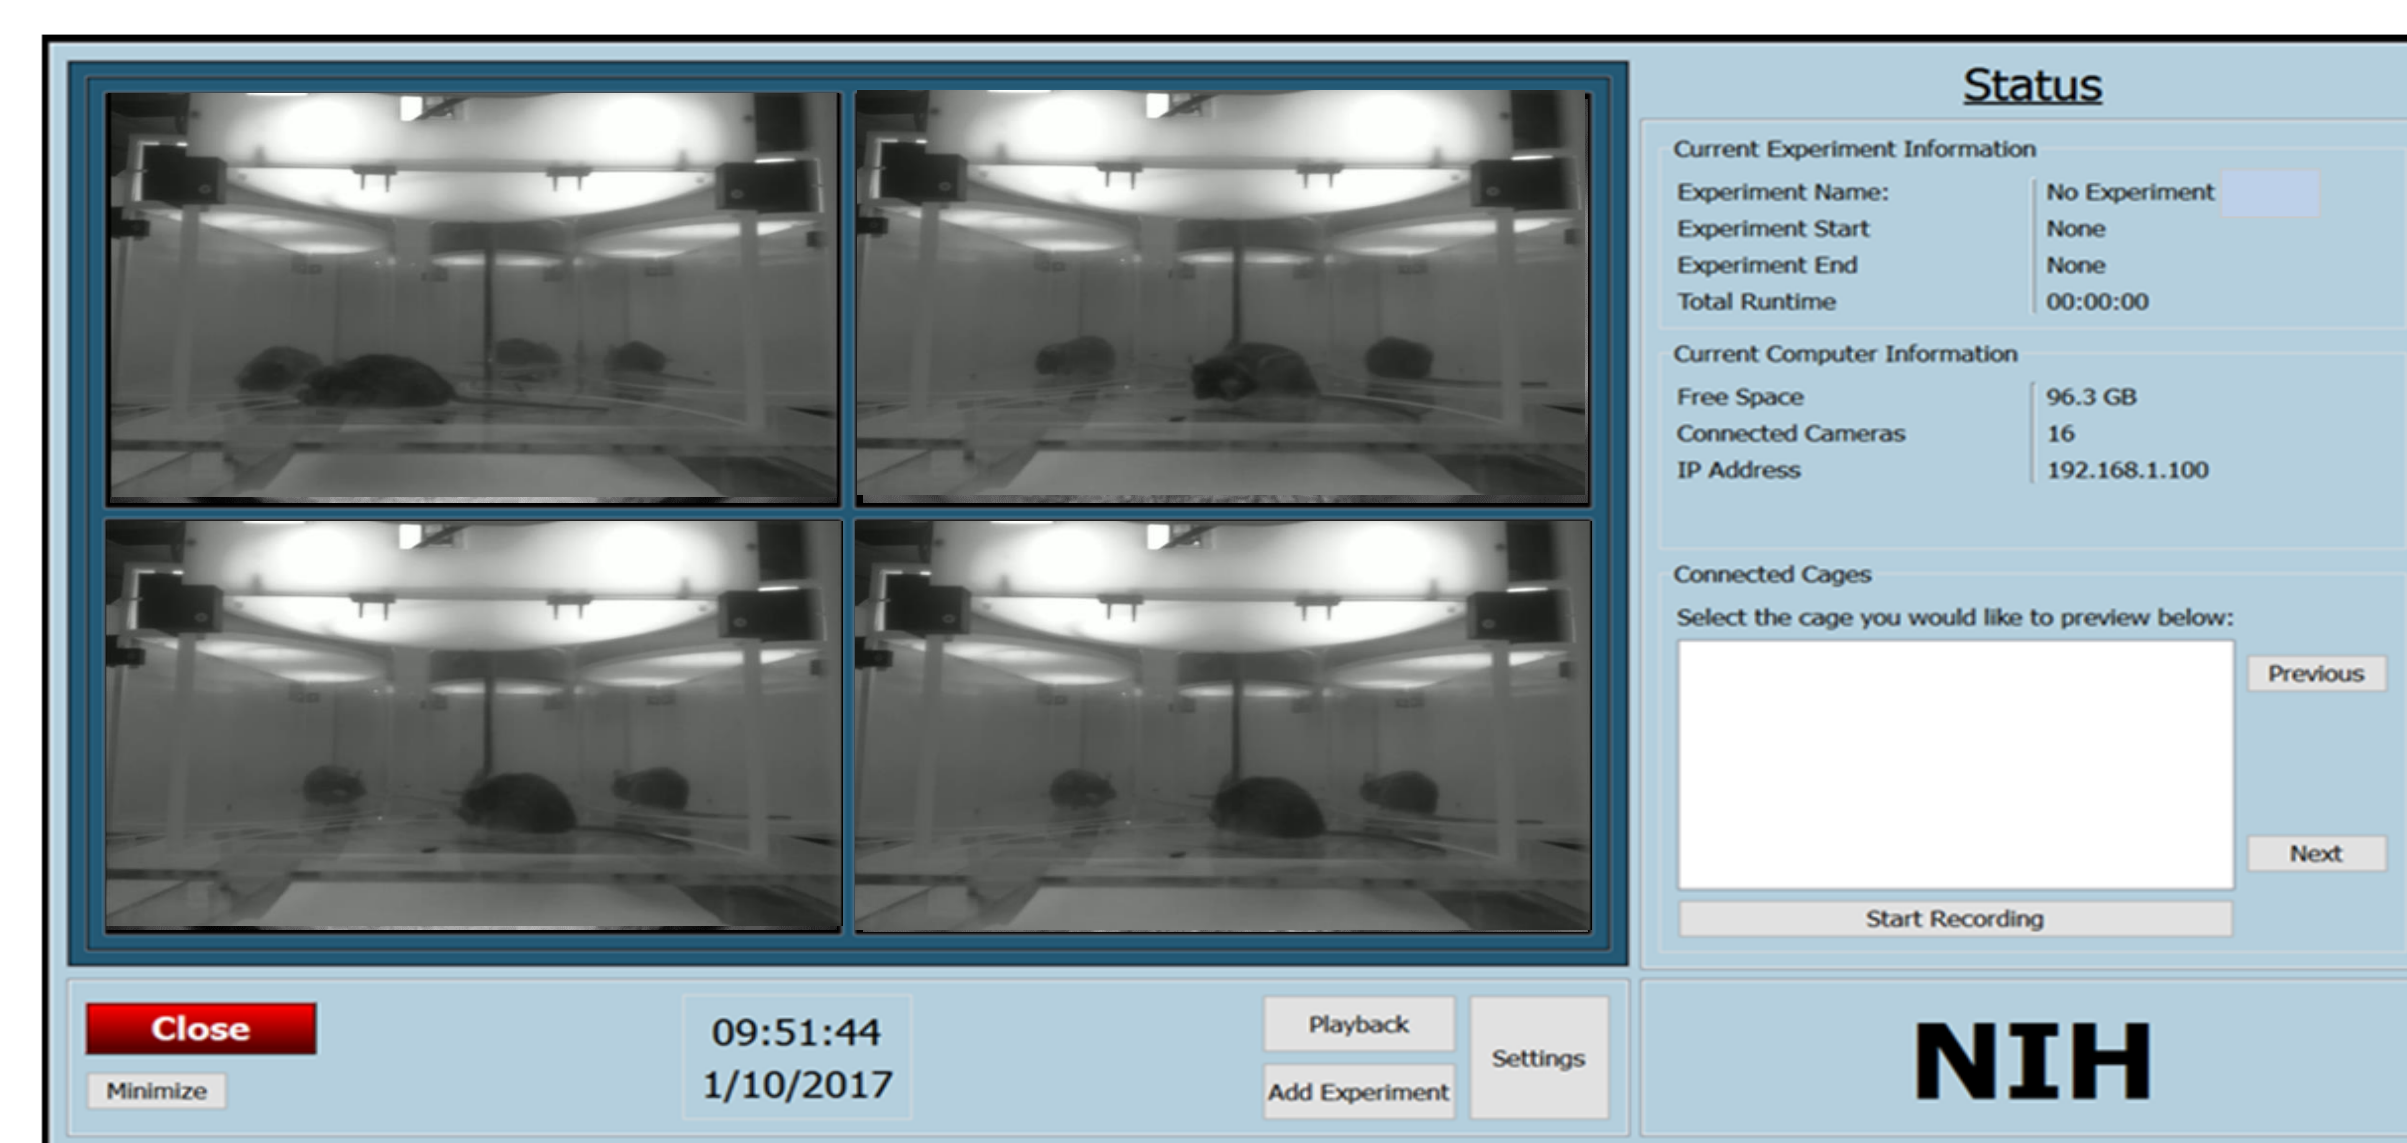 Status
Current Experiment Information
Experiment Name: No Experiment
Experiment Start None
Experiment End None
Total Runtime 00:00:00
Current Computer Information
Free Space 96.3 GB
Connected Cameras 16
IP Address 192.168.1.100
Connected Cages
Select the cage you would like to preview below:
Previous
Next
Start Recording
Close
Minimize
09:51:44
1/10/2017
Playback
Add Experiment
Settings
NIH